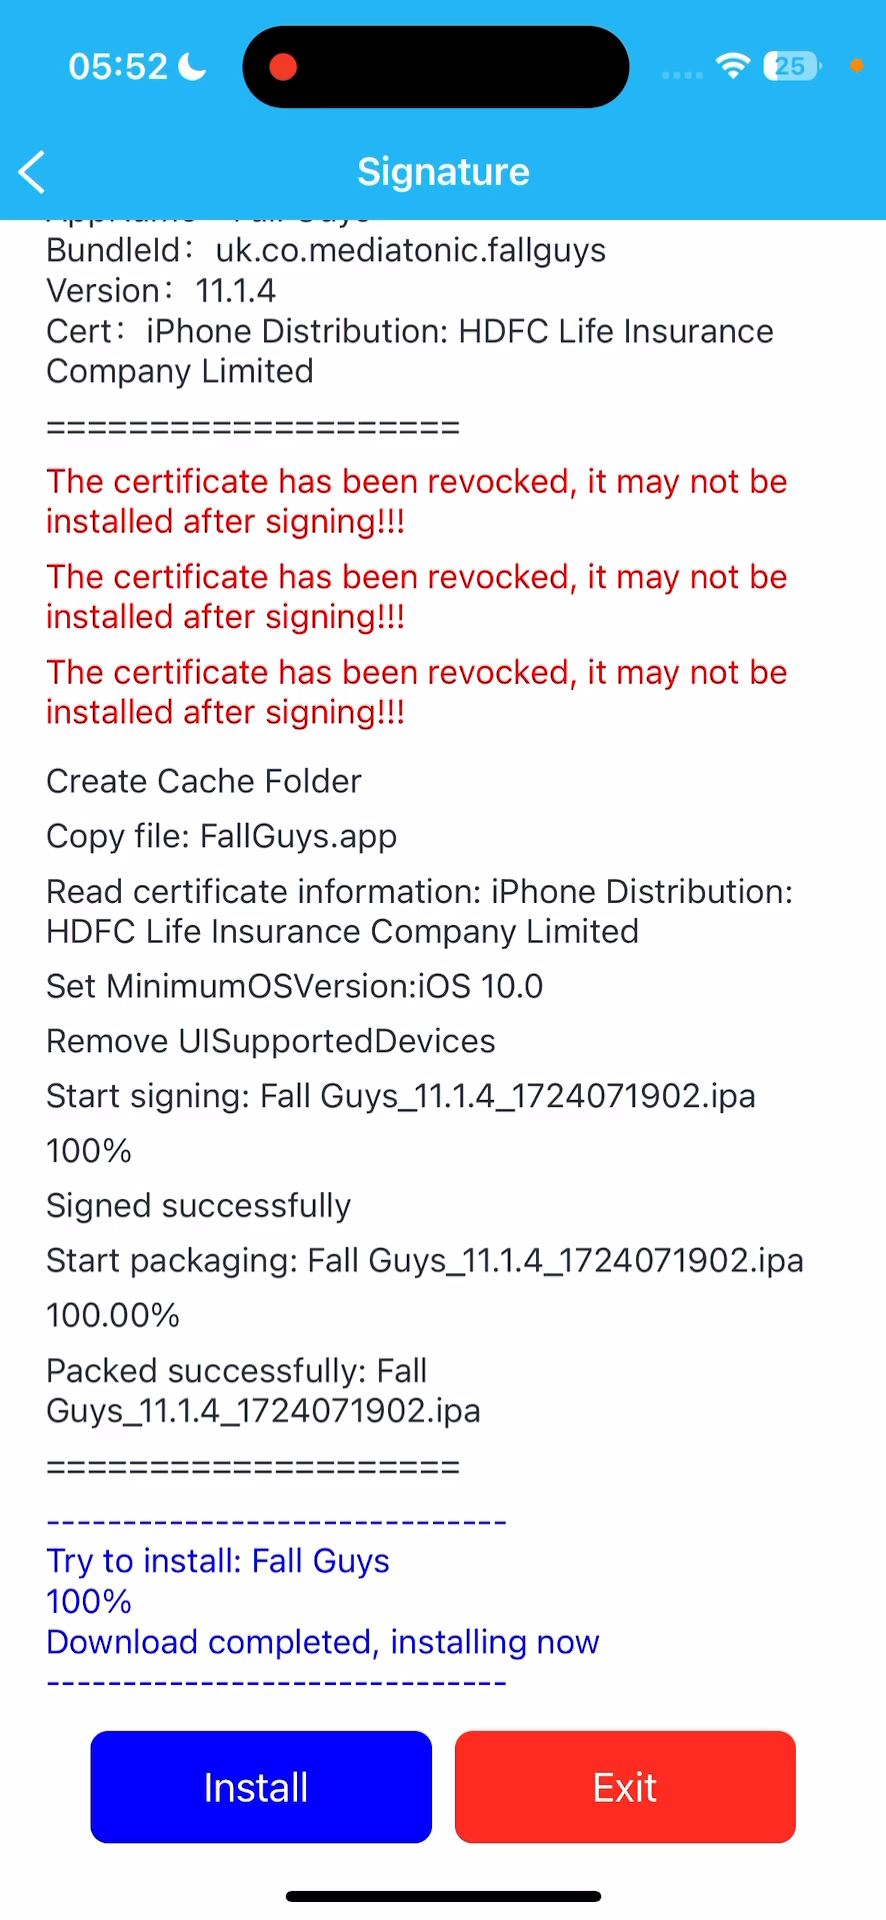 05:52
25
Signature
BundleId： uk.co.mediatonic.fallguys
Version： 11.1.4
Cert： iPhone Distribution: HDFC Life Insurance
Company Limited
====================
The certificate has been revoked, it may not be
installed after signing!!!
The certificate has been revoked, it may not be
installed after signing!!!
The certificate has been revoked, it may not be
installed after signing!!!
Create Cache Folder
Copy file: FallGuys.app
Read certificate information: iPhone Distribution:
HDFC Life Insurance Company Limited
Set MinimumOSVersion:iOS 10.0
Remove UISupportedDevices
Start signing: Fall Guys_11.1.4_1724071902.ipa
100%
Signed successfully
Start packaging: Fall Guys_11.1.4_1724071902.ipa
100.00%
Packed successfully: Fall
Guys_11.1.4_1724071902.ipa
====================
------------------------------
Try to install: Fall Guys
100%
Download completed, installing now
------------------------------
Install
Exit